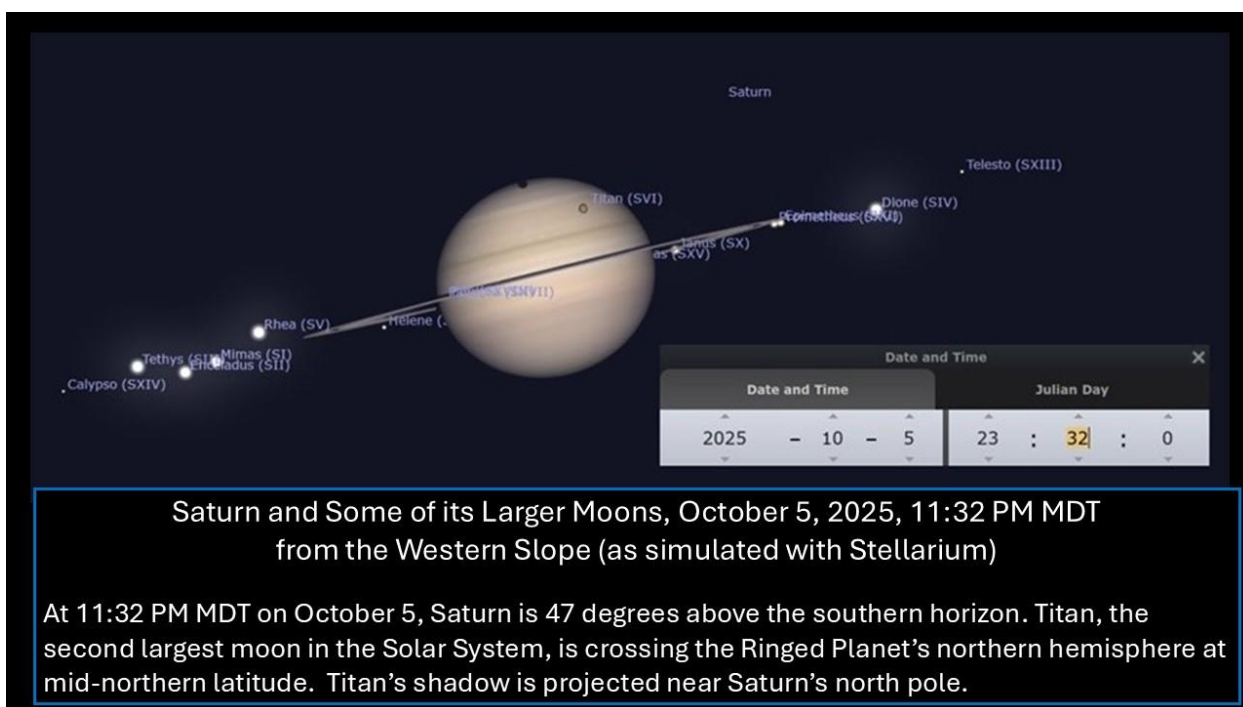 Saturn
Telesto (SXIII)
Titan (SVI)
Dione (SIV)
Janus (SX)
(SXV)
Rhea (SV)
Helene (.
Mimas (SI)
Tethys
Enceladus (SII)
Calypso (SXIV)
Date and Time
Date and Time Julian Day
2025 - 10 - 5 23 : 32 : 0
Saturn and Some of its Larger Moons, October 5, 2025, 11:32 PM MDT
from the Western Slope (as simulated with Stellarium)
At 11:32 PM MDT on October 5, Saturn is 47 degrees above the southern horizon. Titan, the
second largest moon in the Solar System, is crossing the Ringed Planet’s northern hemisphere at
mid-northern latitude. Titan’s shadow is projected near Saturn’s north pole.